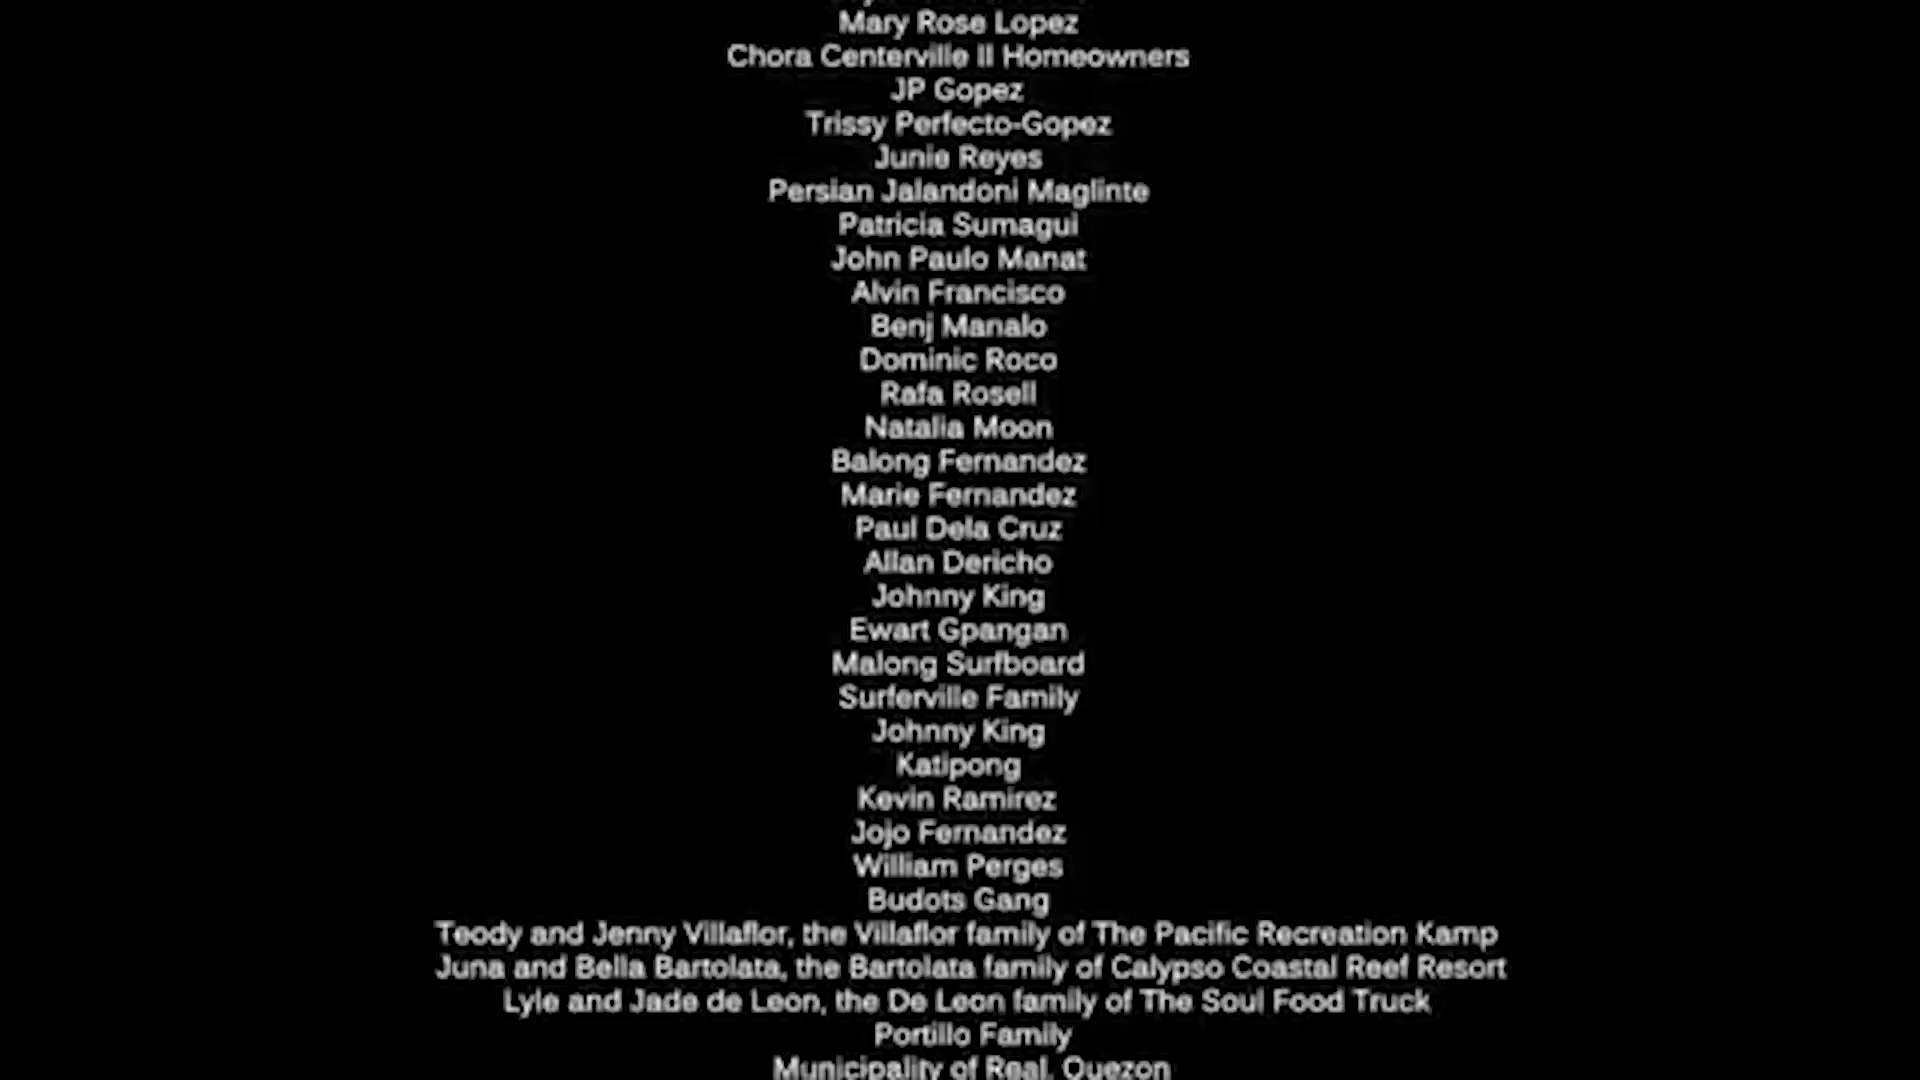 Mary Rose Lopez
Chora Centerville II Homeowners
JP Gopez
Trissy Perfecto-Gopez
Junie Reyes
Persian Jalandoni Maglinte
Patricia Sumagui
John Paulo Manat
Alvin Francisco
Benj Manalo
Dominic Roco
Rafa Rosell
Natalia Moon
Balong Fernandez
Marie Fernandez
Paul Dela Cruz
Allan Dericho
Johnny King
Ewart Gpangan
Malong Surfboard
Surferville Family
Johnny King
Katipong
Kevin Ramirez
Jojo Fernandez
William Perges
Budots Gang
Teody and Jenny Villaflor, the Villaflor family of The Pacific Recreation Kamp
Juna and Bella Bartolata, the Bartolata family of Calypso Coastal Reef Resort
Lyle and Jade de Leon, the De Leon family of The Soul Food Truck
Portillo Family
Municipality of Real, Quezon